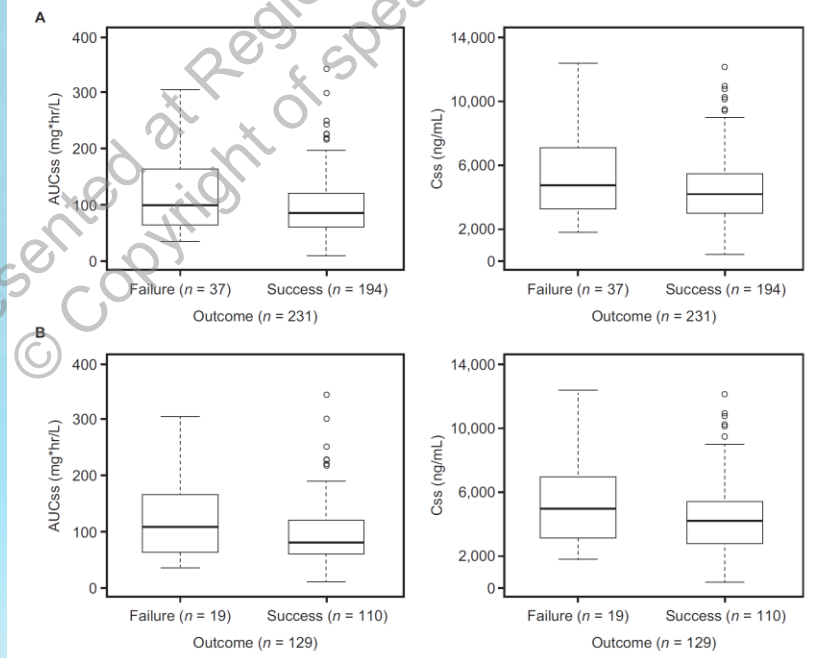 A
400
300
200
100
0
AUCss (mg*hr/L)
Failure (n = 37)
Success (n = 194)
Outcome (n = 231)
14,000
10,000
6,000
2,000
0
Css (ng/mL)
Failure (n = 37)
Success (n = 194)
Outcome (n = 231)
B
400
300
200
100
0
AUCss (mg*hr/L)
Failure (n = 19)
Success (n = 110)
Outcome (n = 129)
14,000
10,000
6,000
2,000
0
Css (ng/mL)
Failure (n = 19)
Success (n = 110)
Outcome (n = 129)
at
© Copyright of